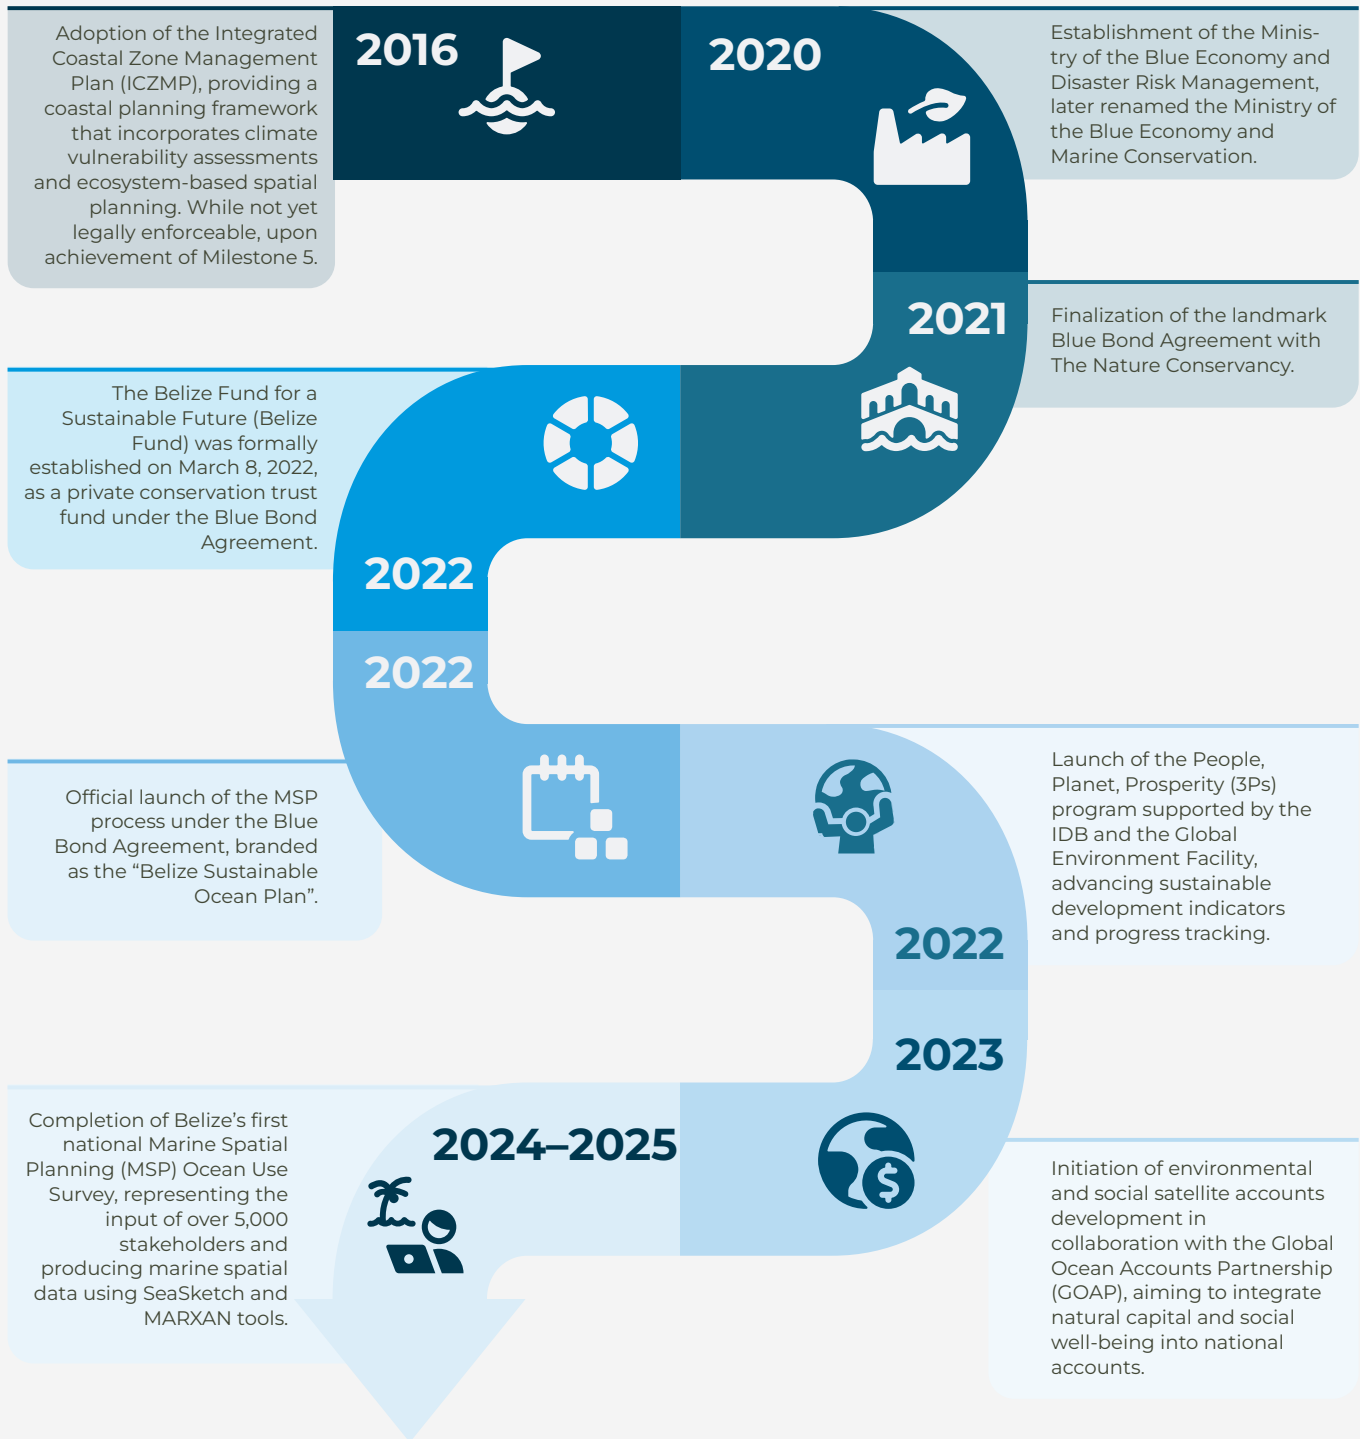 2016
Adoption of the Integrated
Coastal Zone Management
Plan (ICZMP), providing a
coastal planning framework
that incorporates climate
vulnerability assessments
and ecosystem-based spatial
planning. While not yet
legally enforceable, upon
achievement of Milestone 5.
2020
Establishment of the Minis-
try of the Blue Economy and
Disaster Risk Management,
later renamed the Ministry of
the Blue Economy and
Marine Conservation.
2021
Finalization of the landmark
Blue Bond Agreement with
The Nature Conservancy.
The Belize Fund for a
Sustainable Future (Belize
Fund) was formally
established on March 8, 2022,
as a private conservation trust
fund under the Blue Bond
Agreement.
2022
2022
Official launch of the MSP
process under the Blue
Bond Agreement, branded
as the “Belize Sustainable
Ocean Plan”.
Launch of the People,
Planet, Prosperity (3Ps)
program supported by the
IDB and the Global
Environment Facility,
advancing sustainable
development indicators
and progress tracking.
2022
2023
Initiation of environmental
and social satellite accounts
development in
collaboration with the Global
Ocean Accounts Partnership
(GOAP), aiming to integrate
natural capital and social
well-being into national
accounts.
2024–2025
Completion of Belize’s first
national Marine Spatial
Planning (MSP) Ocean Use
Survey, representing the
input of over 5,000
stakeholders and
producing marine spatial
data using SeaSketch and
MARXAN tools.